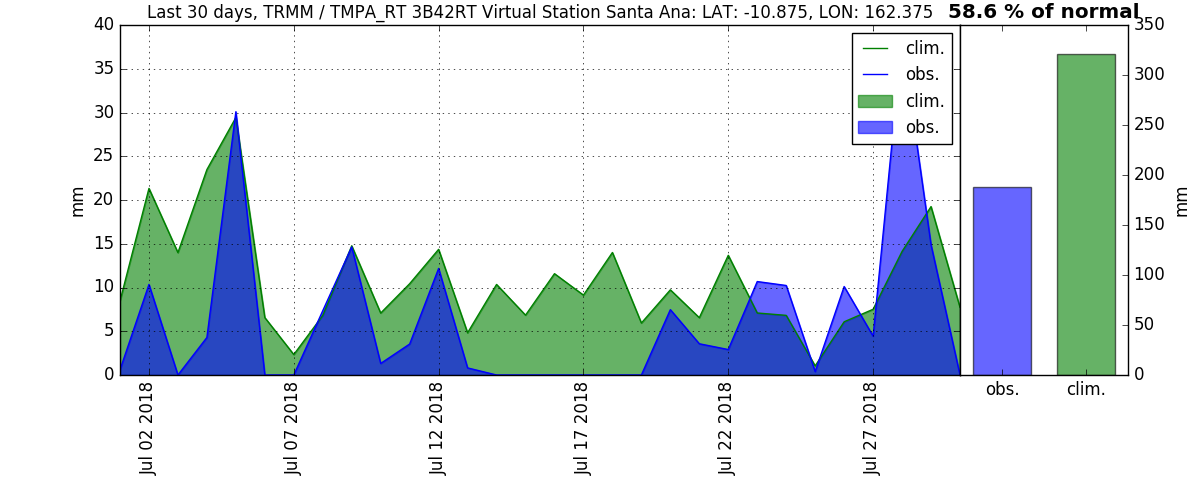 Last 30 days, TRMM / TMPA_RT 3B42RT Virtual Station Santa Ana: LAT: -10.875, LON: 162.375
58.6 % of normal
40
35
30
25
20
15
10
5
0
mm
clim.
obs.
clim.
obs.
Jul 02 2018
Jul 07 2018
Jul 12 2018
Jul 17 2018
Jul 22 2018
Jul 27 2018
350
300
250
200
150
100
50
0
mm
obs.
clim.